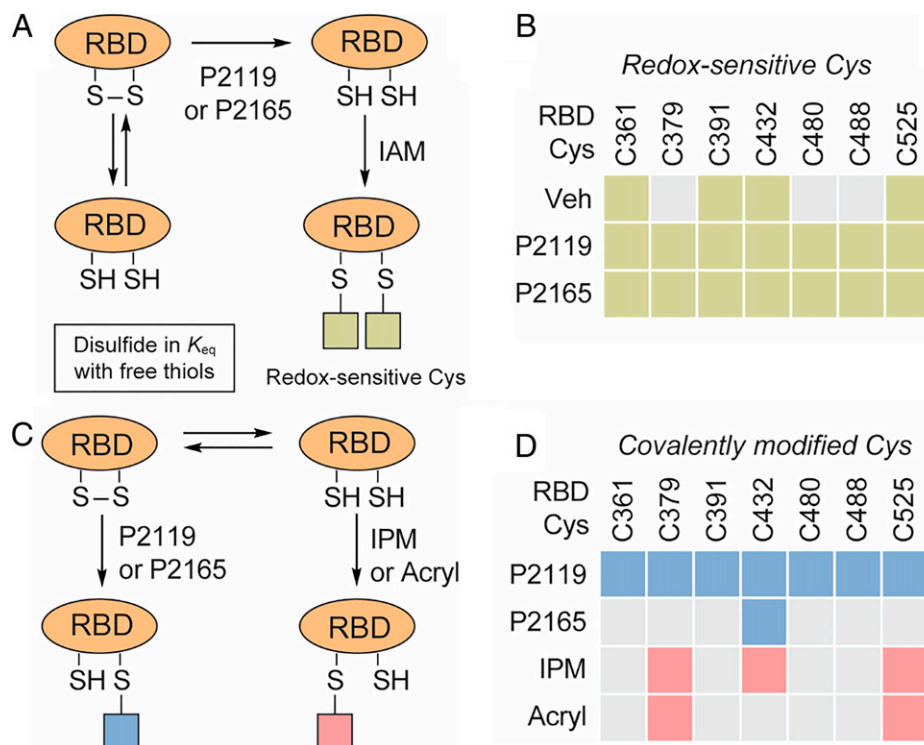 A
RBD
S–S
P2119
or P2165
RBD
SH SH
IAM
RBD
SH SH
RBD
S S
Disulfide in Keq
with free thiols
Redox-sensitive Cys
B
Redox-sensitive Cys
RBD
Cys
C361 C379 C391 C432 C480 C488 C525
Veh
P2119
P2165
C
RBD
S–S
RBD
SH SH
P2119
or P2165
IPM
or Acryl
RBD
SH S
RBD
S SH
D
Covalently modified Cys
RBD
Cys
C361 C379 C391 C432 C480 C488 C525
P2119
P2165
IPM
Acryl